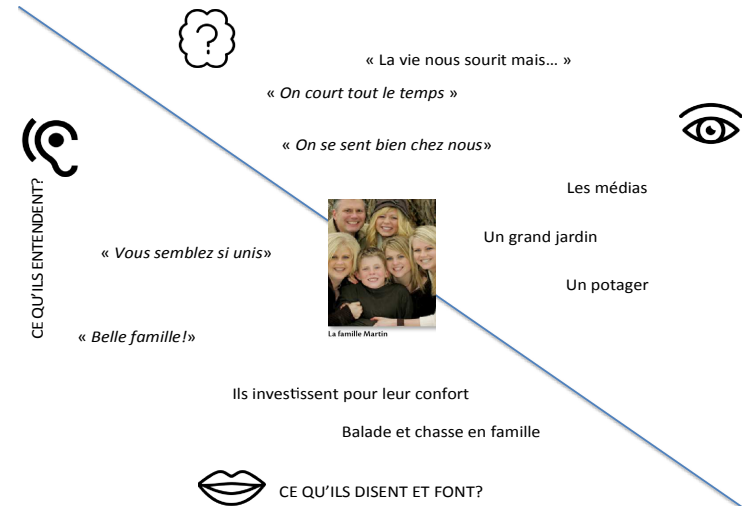 ?
« La vie nous sourit mais... »
« On court tout le temps »
« On se sent bien chez nous»
CE QU'ILS ENTENDENT?
Les médias
Un grand jardin
« Vous semblez si unis»
Un potager
La famille Martin
« Belle famille!»
Ils investissent pour leur confort
Balade et chasse en famille
CE QU'ILS DISENT ET FONT?